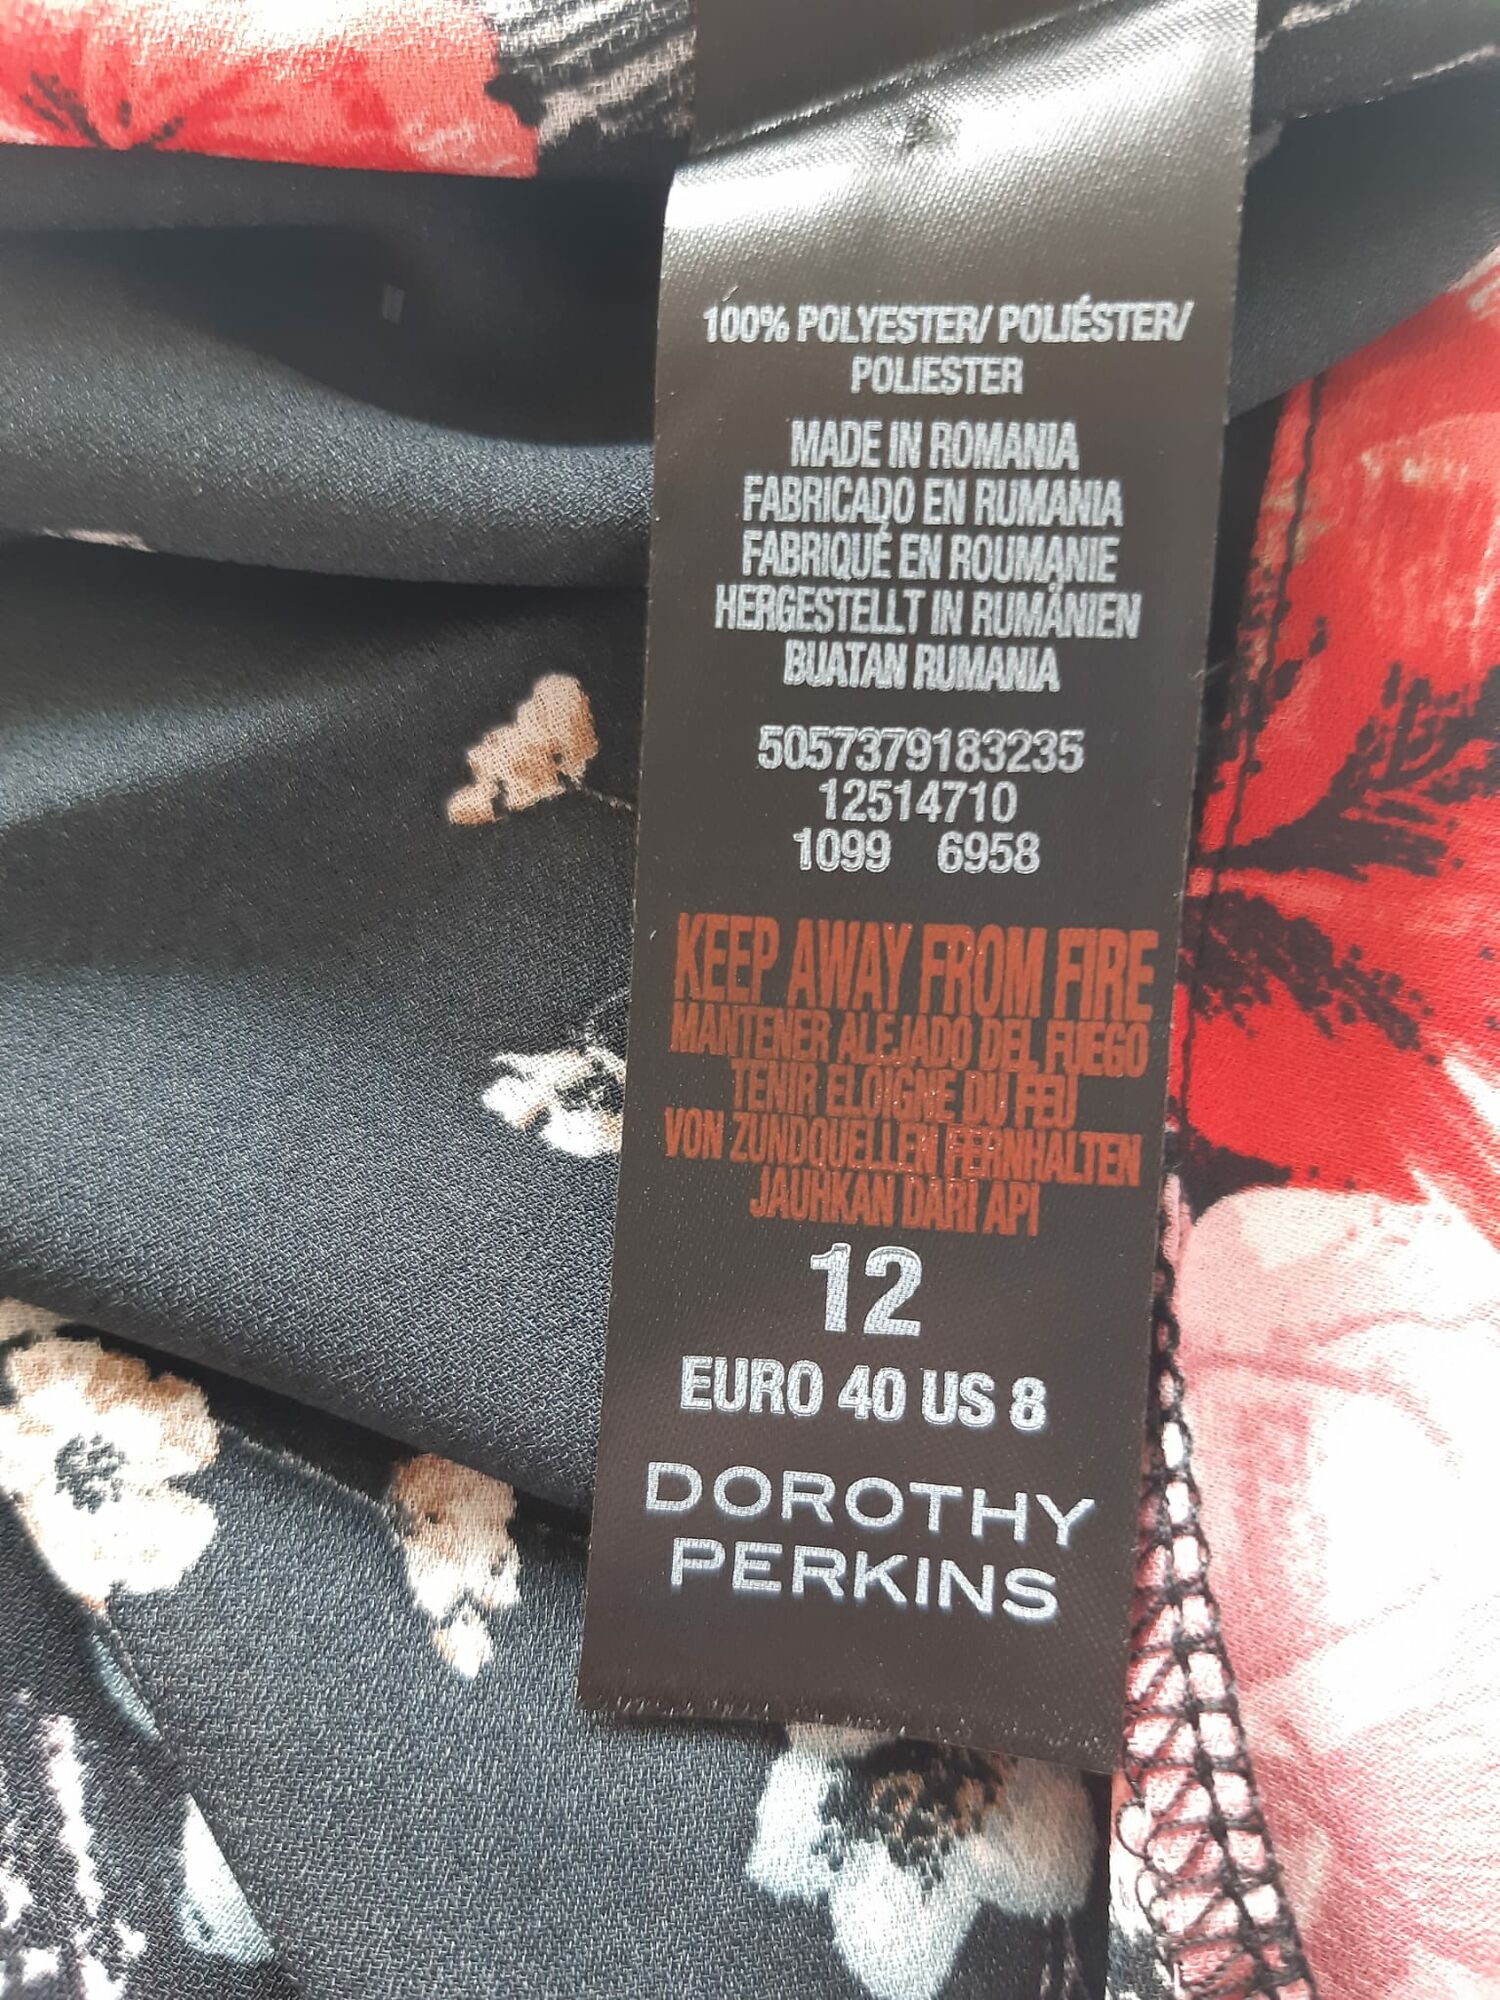 100% POLYESTER/ POLIÉSTER/
POLIESTER
MADE IN ROMANIA
FABRICADO EN RUMANIA
FABRIQUÉ EN ROUMANIE
HERGESTELLT IN RUMÄNIEN
BUATAN RUMANIA
5057379183235
12514710
1099 6958
KEEP AWAY FROM FIRE
MANTENER ALEJADO DEL FUEGO
TENIR ELOIGNE DU FEU
VON ZUNDQUELLEN FERNHALTEN
JAUHKAN DARI API
12
EURO 40 US 8
DOROTHY
PERKINS